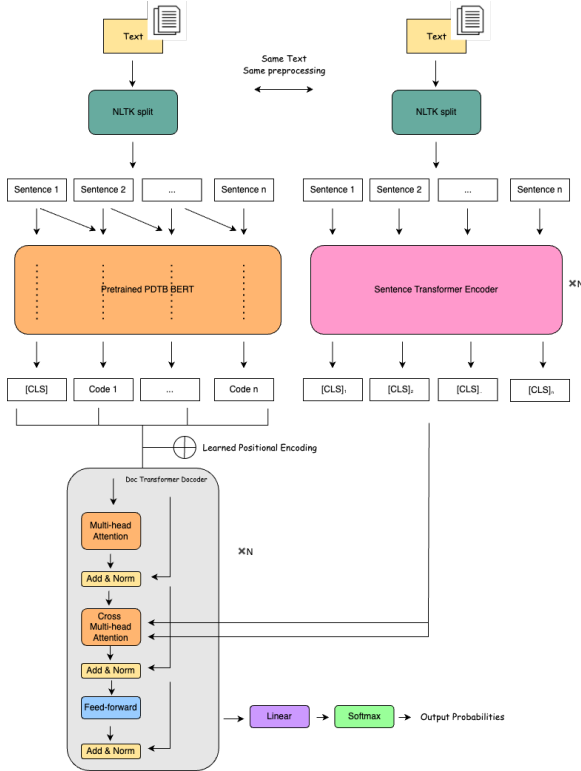 Text
Text
Same Text
Same preprocessing
NLTK split
NLTK split
Sentence 1
Sentence 2
...
Sentence n
Sentence 1
Sentence 2
...
Sentence n
Pretrained PDTB BERT
Sentence Transformer Encoder
×N
[CLS]
Code 1
...
Code n
[CLS]₁
[CLS]₂
[CLS]..
[CLS]ₙ
Learned Positional Encoding
Doc Transformer Docoder
Multi-head
Attention
×N
Add & Norm
Cross
Multi-head
Attention
Add & Norm
Feed-forward
Linear
Softmax
Output Probabilities
Add & Norm